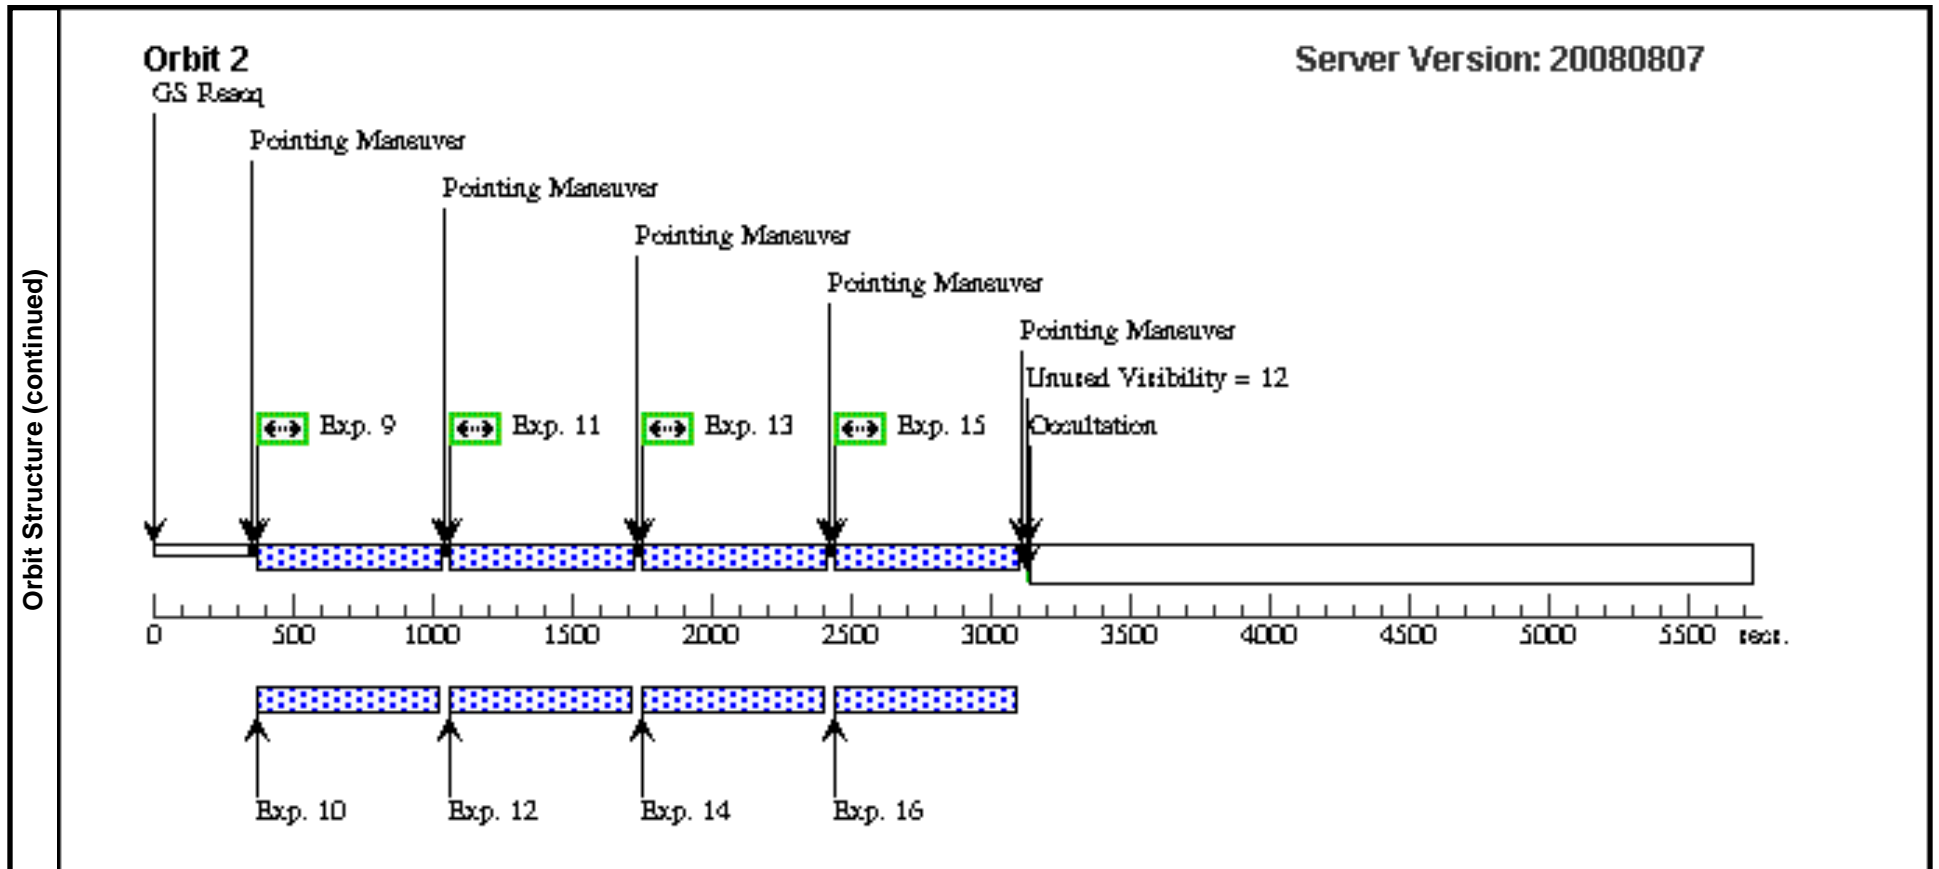 Orbit 2
Server Version: 20080807
GS Reacq
Pointing Maneuver
Pointing Maneuver
Pointing Maneuver
Pointing Maneuver
Pointing Maneuver
Unused Visibility = 12
Exp. 9
Exp. 11
Exp. 13
Exp. 15
Occultation
Orbit Structure (continued)
0 500 1000 1500 2000 2500 3000 3500 4000 4500 5000 5500 secs.
Exp. 10
Exp. 12
Exp. 14
Exp. 16